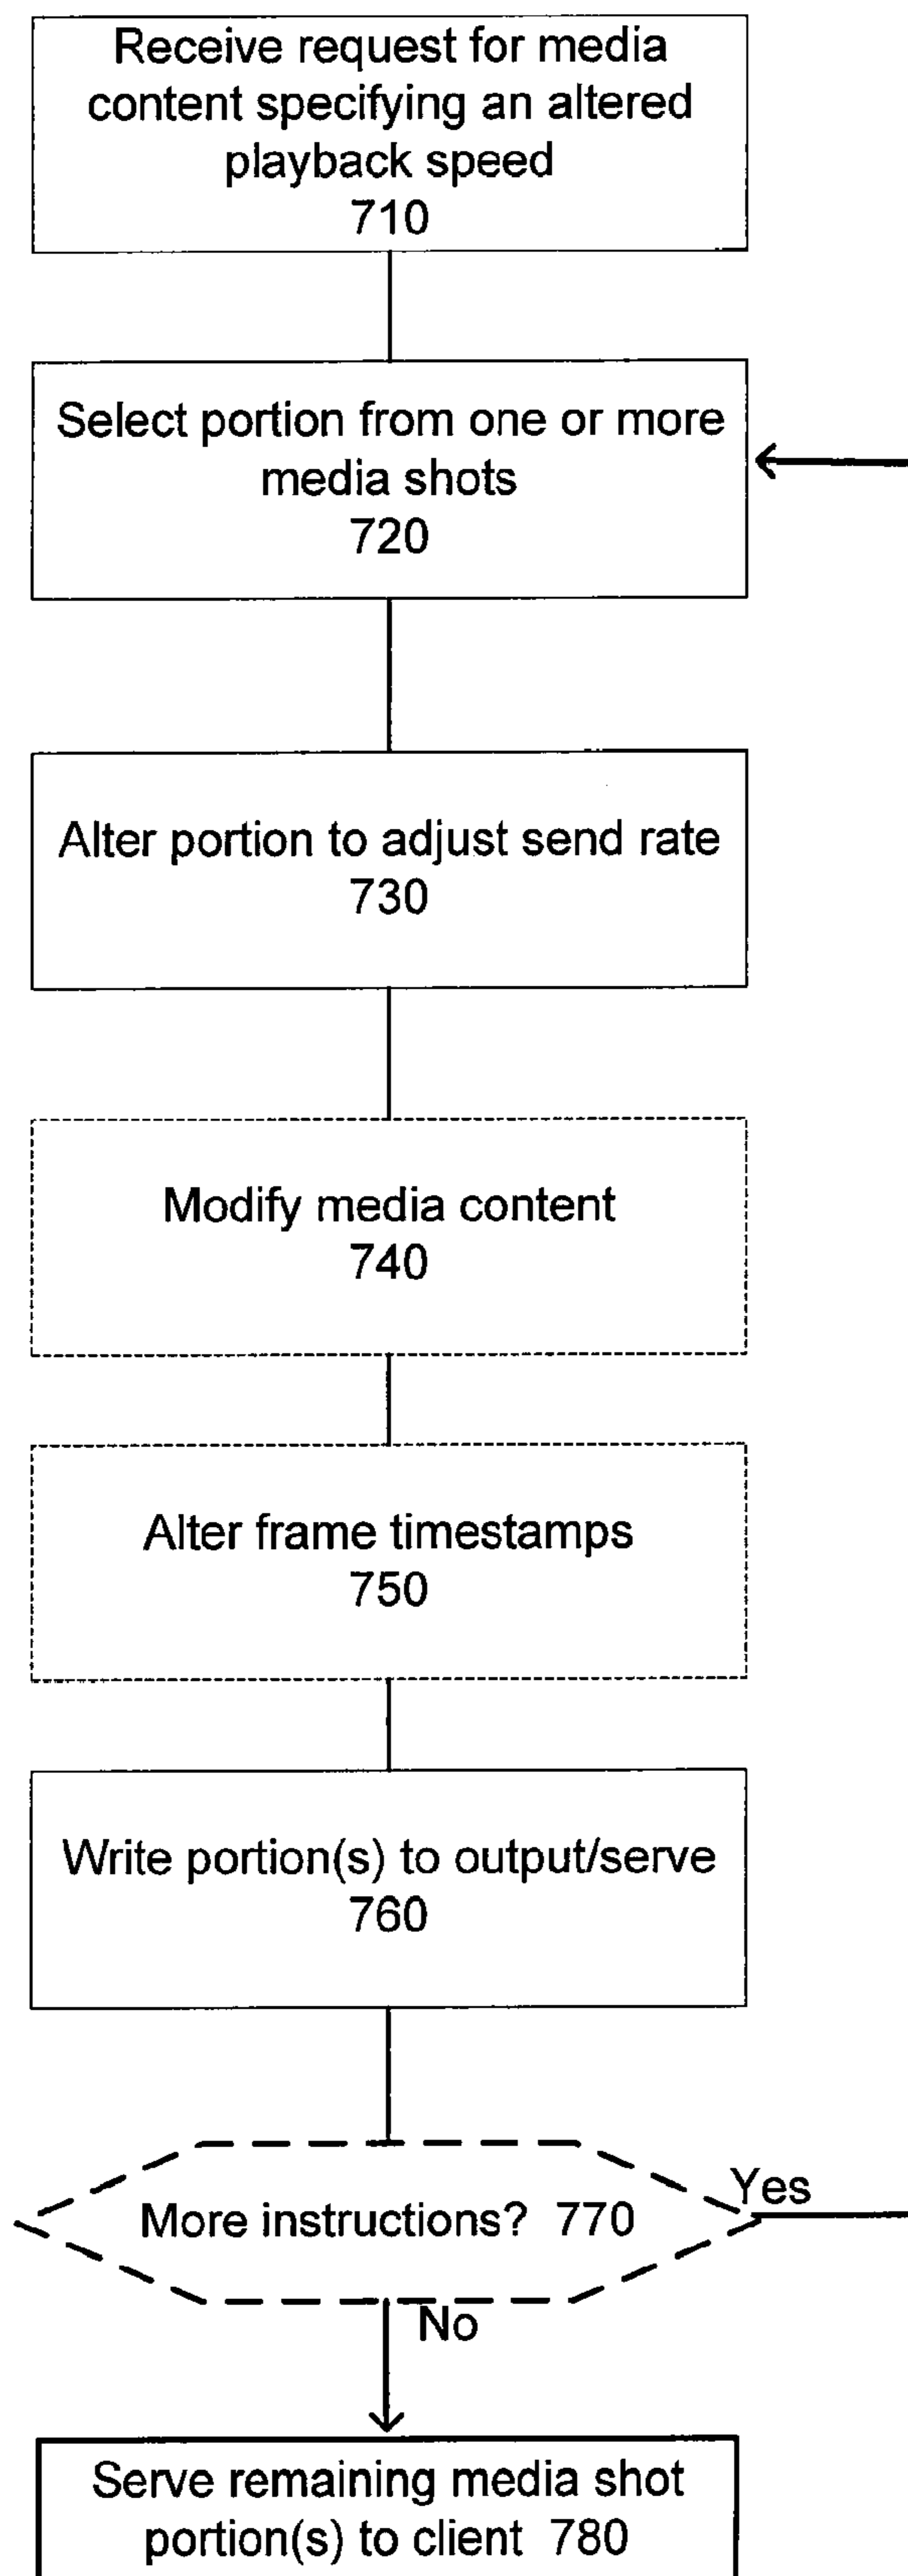 Receive request for media
content specifying an altered
playback speed
710
Select portion from one or more
media shots
720
Alter portion to adjust send rate
730
Modify media content
740
Alter frame timestamps
750
Write portion(s) to output/serve
760
More instructions? 770
Yes
No
Serve remaining media shot
portion(s) to client 780